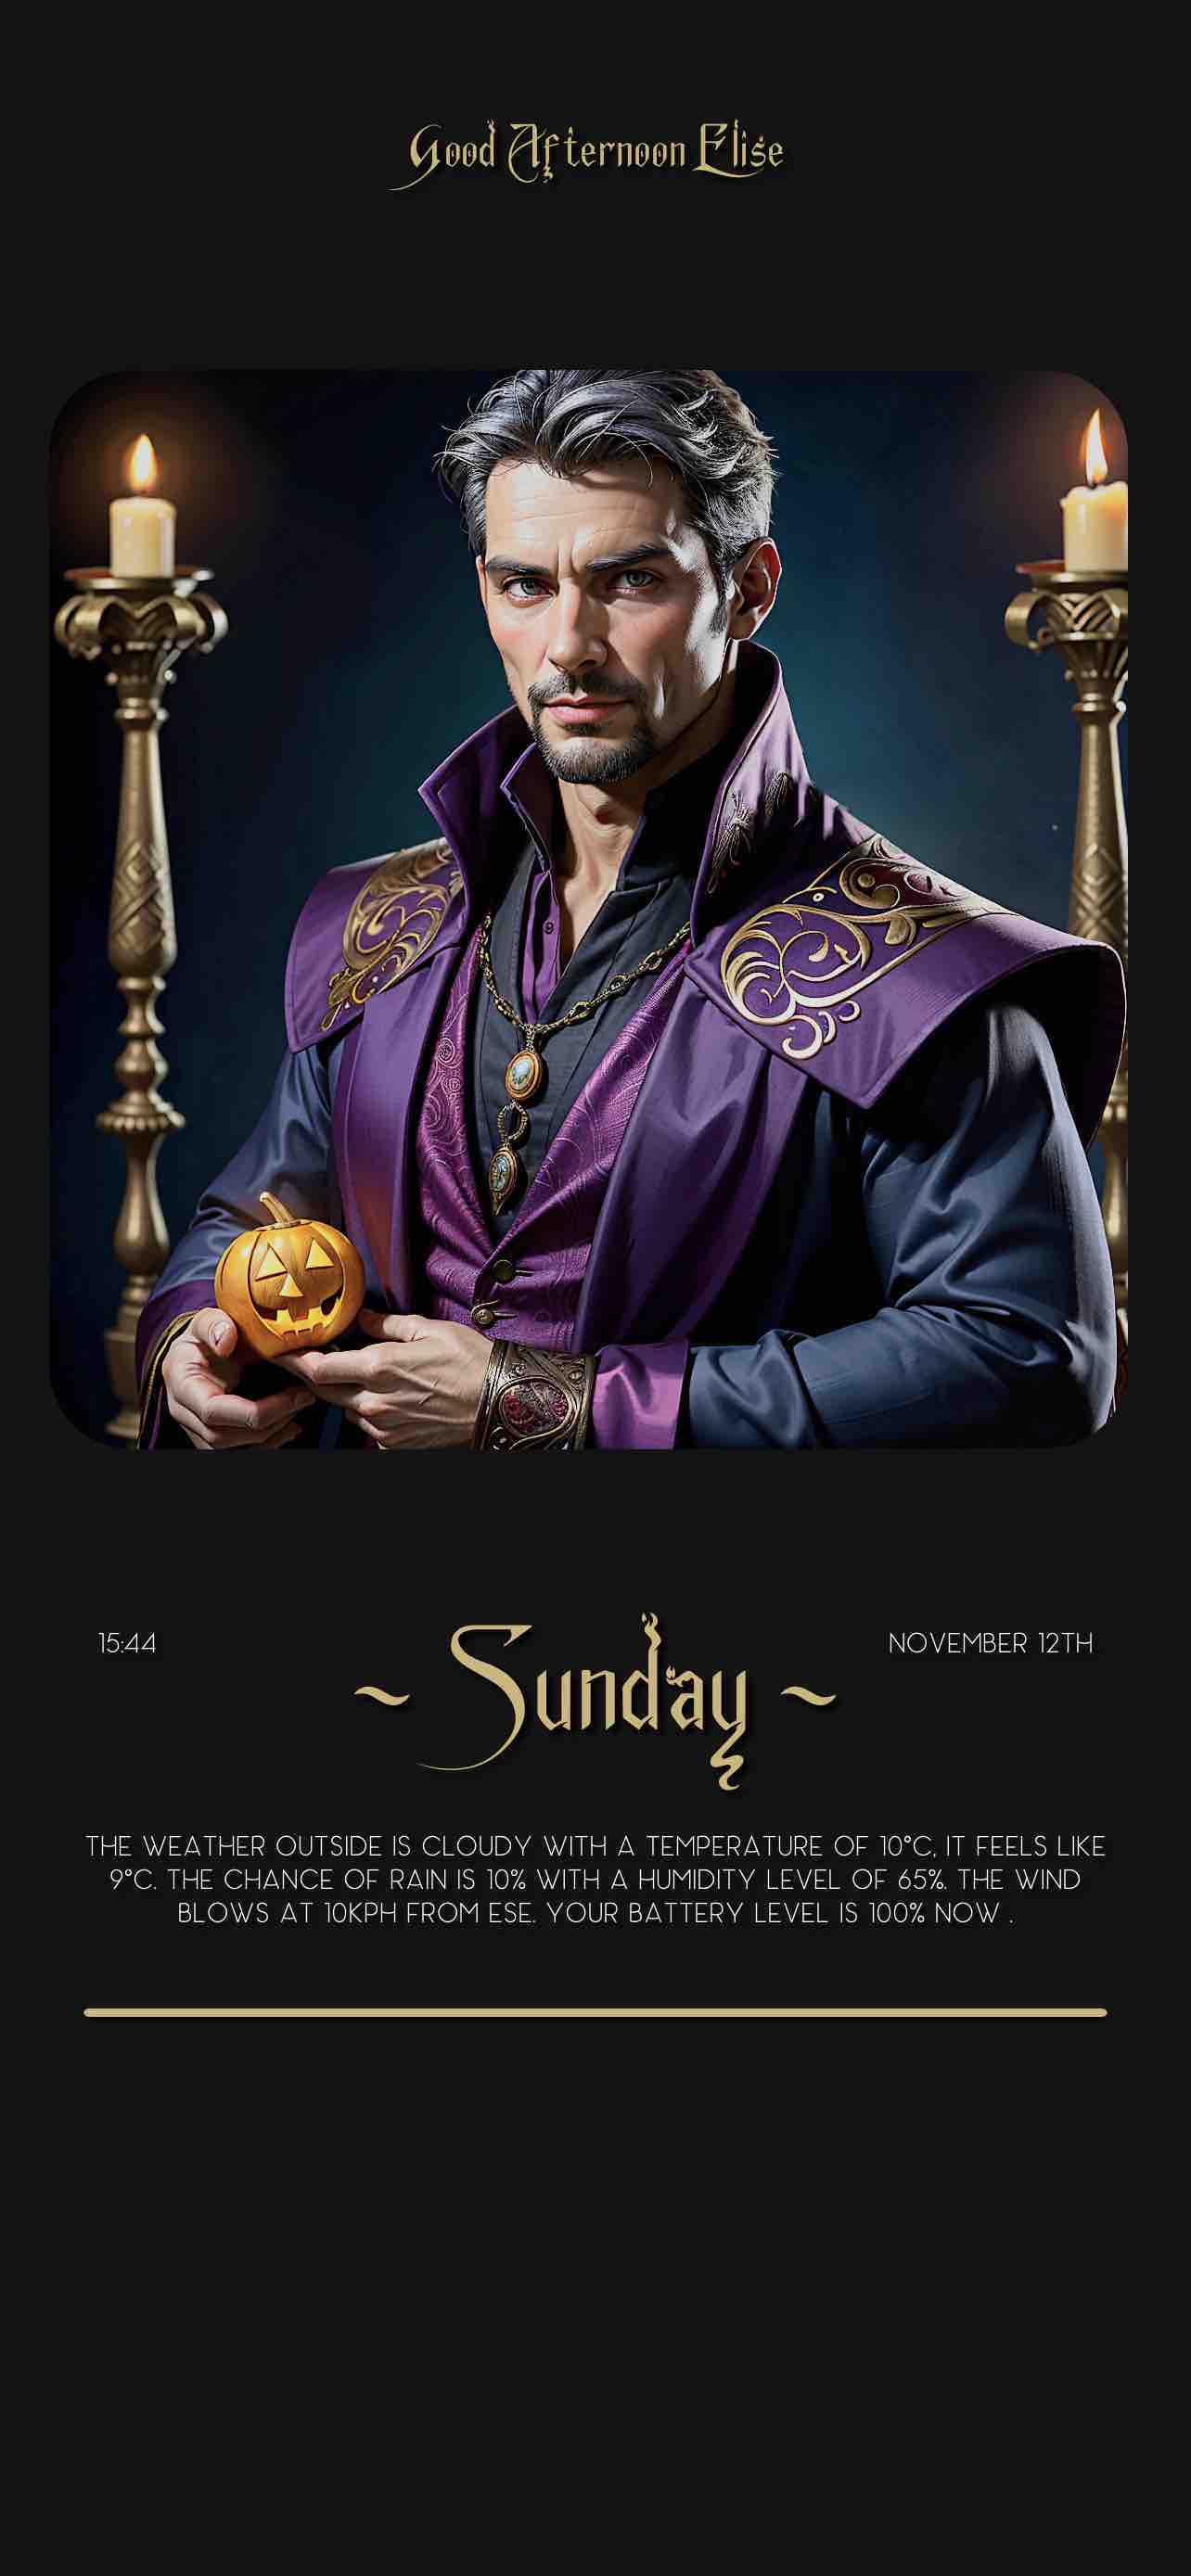 Good Afternoon Elise
15:44
NOVEMBER 12TH
~ Sunday ~
THE WEATHER OUTSIDE IS CLOUDY WITH A TEMPERATURE OF 10°C, IT FEELS LIKE
9°C. THE CHANCE OF RAIN IS 10% WITH A HUMIDITY LEVEL OF 65%. THE WIND
BLOWS AT 10KPH FROM ESE. YOUR BATTERY LEVEL IS 100% NOW .